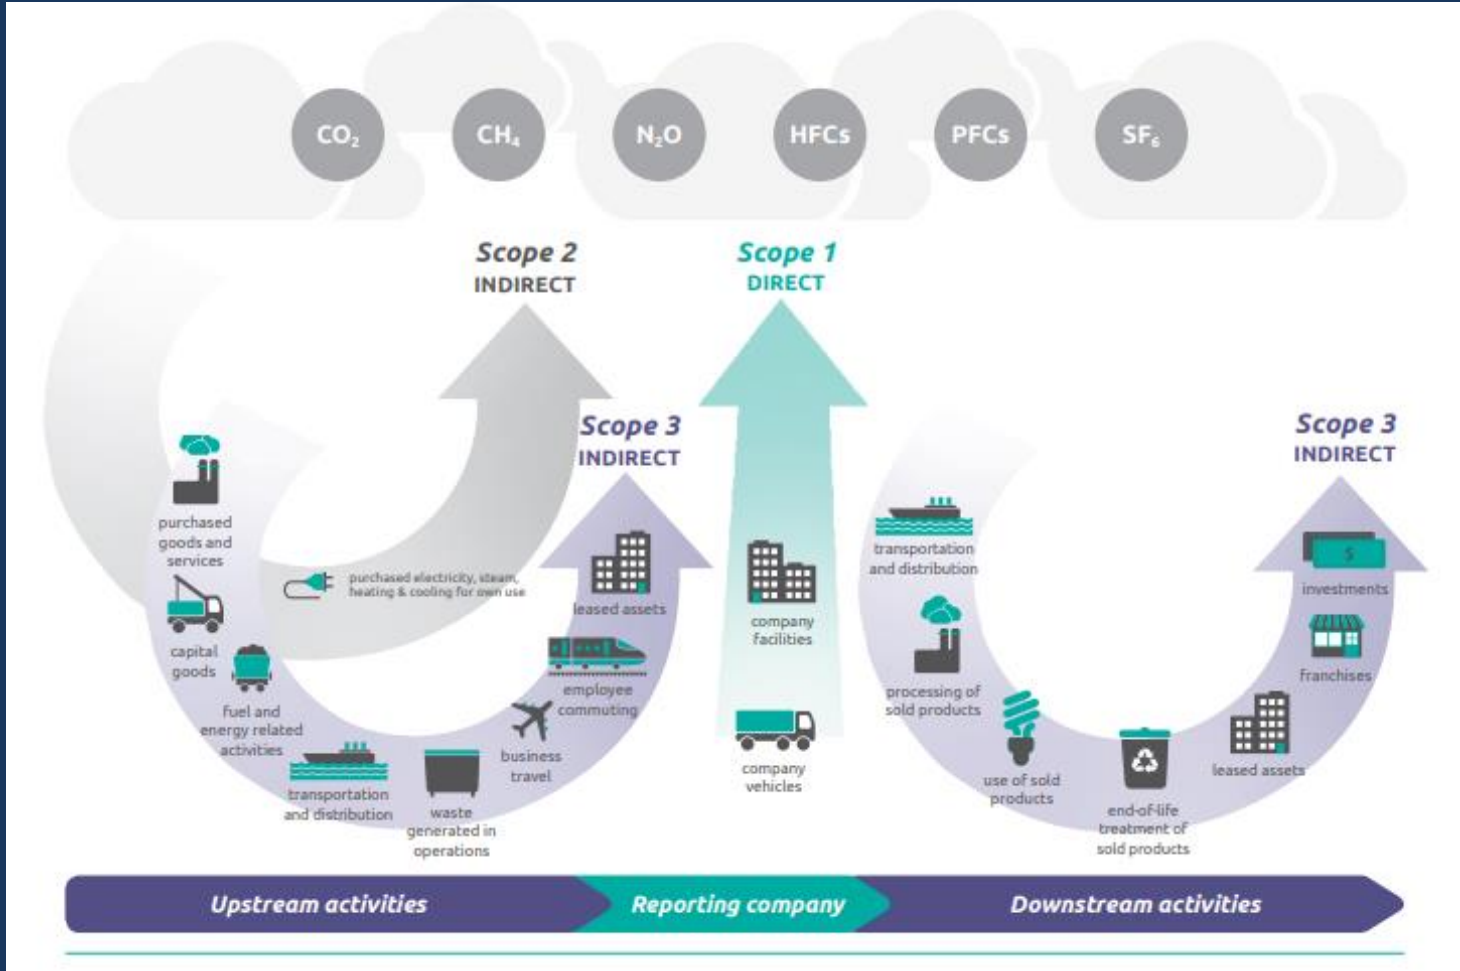 CO₂
CH₄
N₂O
HFCs
PFCs
SF₆
Scope 2
INDIRECT
Scope 1
DIRECT
Scope 3
INDIRECT
Scope 3
INDIRECT
purchased
goods and
services
capital
goods
fuel and
energy related
activities
transportation
and distribution
waste
generated in
operations
business
travel
employee
commuting
leased assets
purchased electricity, steam,
heating & cooling for own use
company
facilities
company
vehicles
transportation
and distribution
processing of
sold products
use of sold
products
end-of-life
treatment of
sold products
leased assets
franchises
investments
$
Upstream activities
Reporting company
Downstream activities